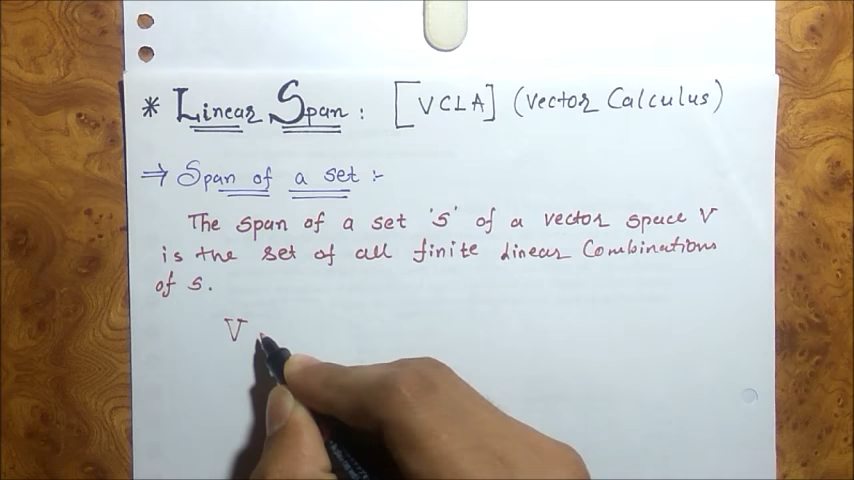 * Linear Span : [VCLA] (Vector Calculus)
⇒ Span of a set :-
The span of a set 's' of a vector space V
is the set of all finite Linear Combinations
of s.
V